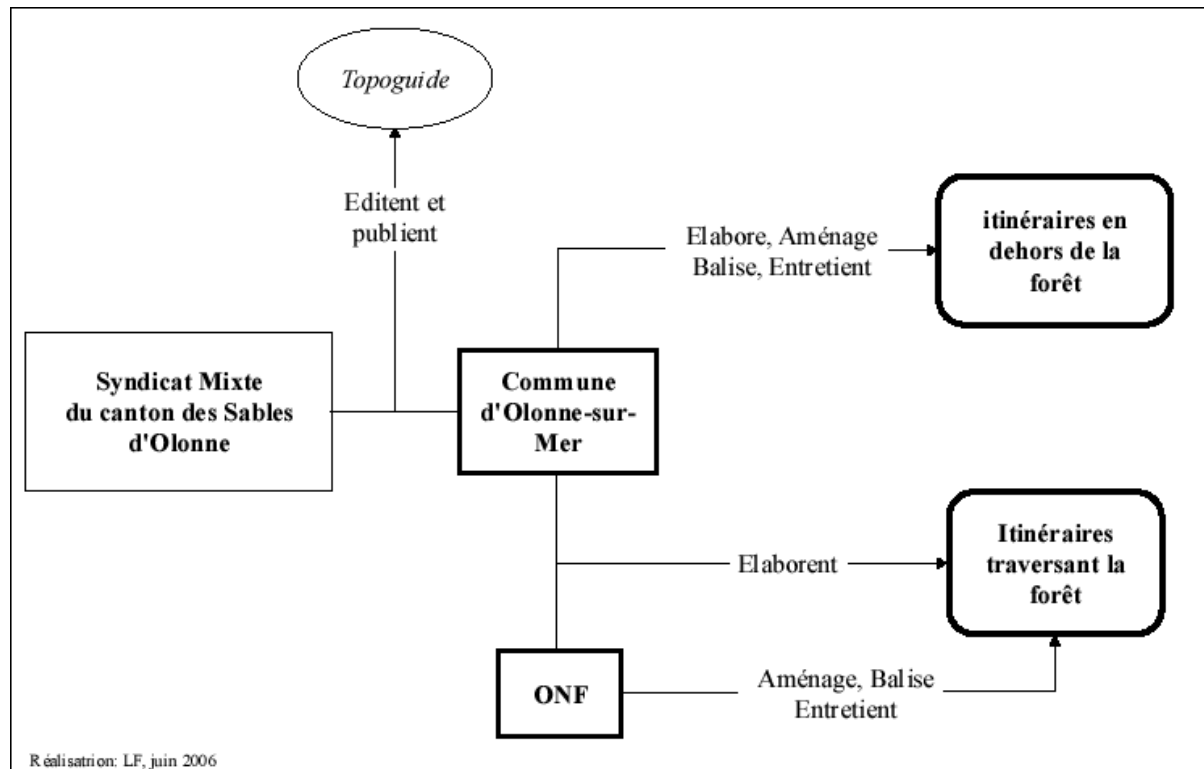 Topoguide
Editent et
publient
Elabore, Aménage
Balise, Entretient
itinéraires en
dehors de la
forêt
Syndicat Mixte
du canton des Sables
d'Olonne
Commune
d'Olonne-sur-
Mer
Elaborent
Itinéraires
traversant la
forêt
ONF
Aménage, Balise
Entretient
Réalisatrion: LF, juin 2006